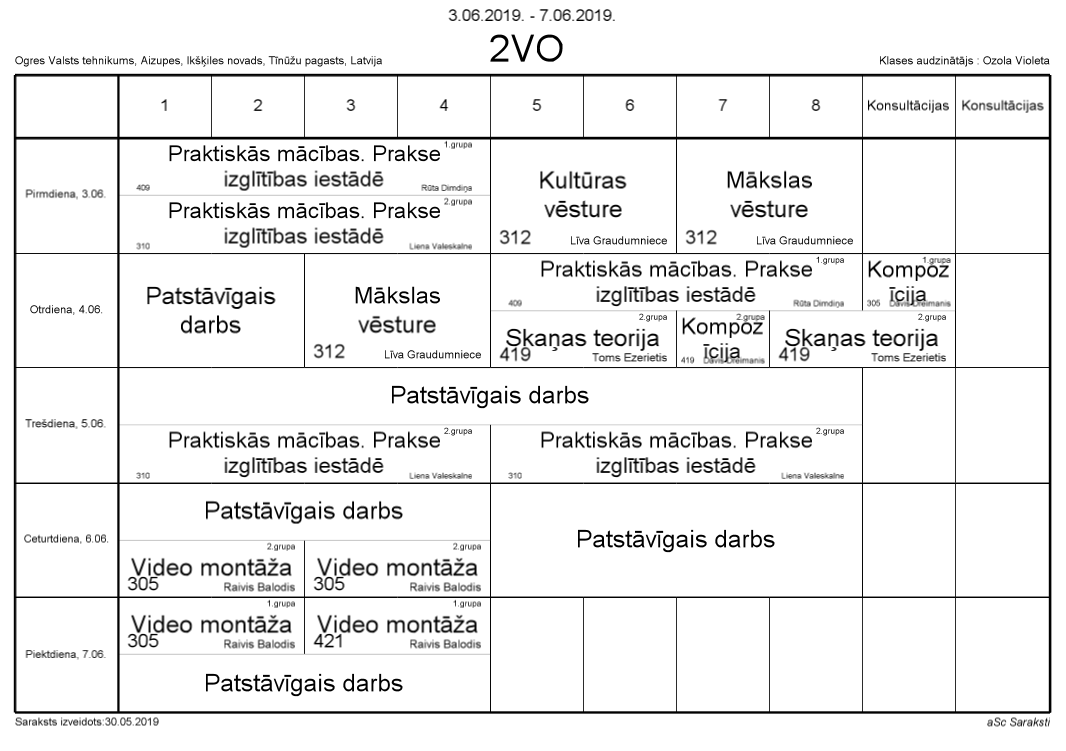 3.06.2019. - 7.06.2019.
2VO
Ogres Valsts tehnikums, Aizupes, Ikšķiles novads, Tīnūžu pagasts, Latvija
Klases audzinātājs : Ozola Violeta
1 2 3 4 5 6 7 8 Konsultācijas Konsultācijas
Pirmdiena, 3.06.
Praktiskās mācības. Prakse 1.grupa
izglītības iestādē
409 Rūta Dimdiņa
Praktiskās mācības. Prakse 2.grupa
izglītības iestādē
310 Liena Valeskalne
Kultūras
vēsture
312 Līva Graudumniece
Mākslas
vēsture
312 Līva Graudumniece
Otrdiena, 4.06.
Patstāvīgais
darbs
Mākslas
vēsture
312 Līva Graudumniece
Praktiskās mācības. Prakse 1.grupa
izglītības iestādē
409 Rūta Dimdiņa
1.grupa
Kompoz
īcija
305 Dāvis Dreimanis
2.grupa
Skaņas teorija
419 Toms Ezerietis
2.grupa
Kompoz
īcija
419 Dāvis Dreimanis
2.grupa
Skaņas teorija
419 Toms Ezerietis
Trešdiena, 5.06.
Patstāvīgais darbs
Praktiskās mācības. Prakse 2.grupa
izglītības iestādē
310 Liena Valeskalne
Praktiskās mācības. Prakse 2.grupa
izglītības iestādē
310 Liena Valeskalne
Ceturtdiena, 6.06.
Patstāvīgais darbs
2.grupa
Video montāža
305 Raivis Balodis
2.grupa
Video montāža
305 Raivis Balodis
Patstāvīgais darbs
Piektdiena, 7.06.
1.grupa
Video montāža
305 Raivis Balodis
1.grupa
Video montāža
421 Raivis Balodis
Patstāvīgais darbs
Saraksts izveidots:30.05.2019
aSc Saraksti